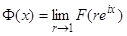 Φ(x) = lim_{r→1} F(re^{ix})